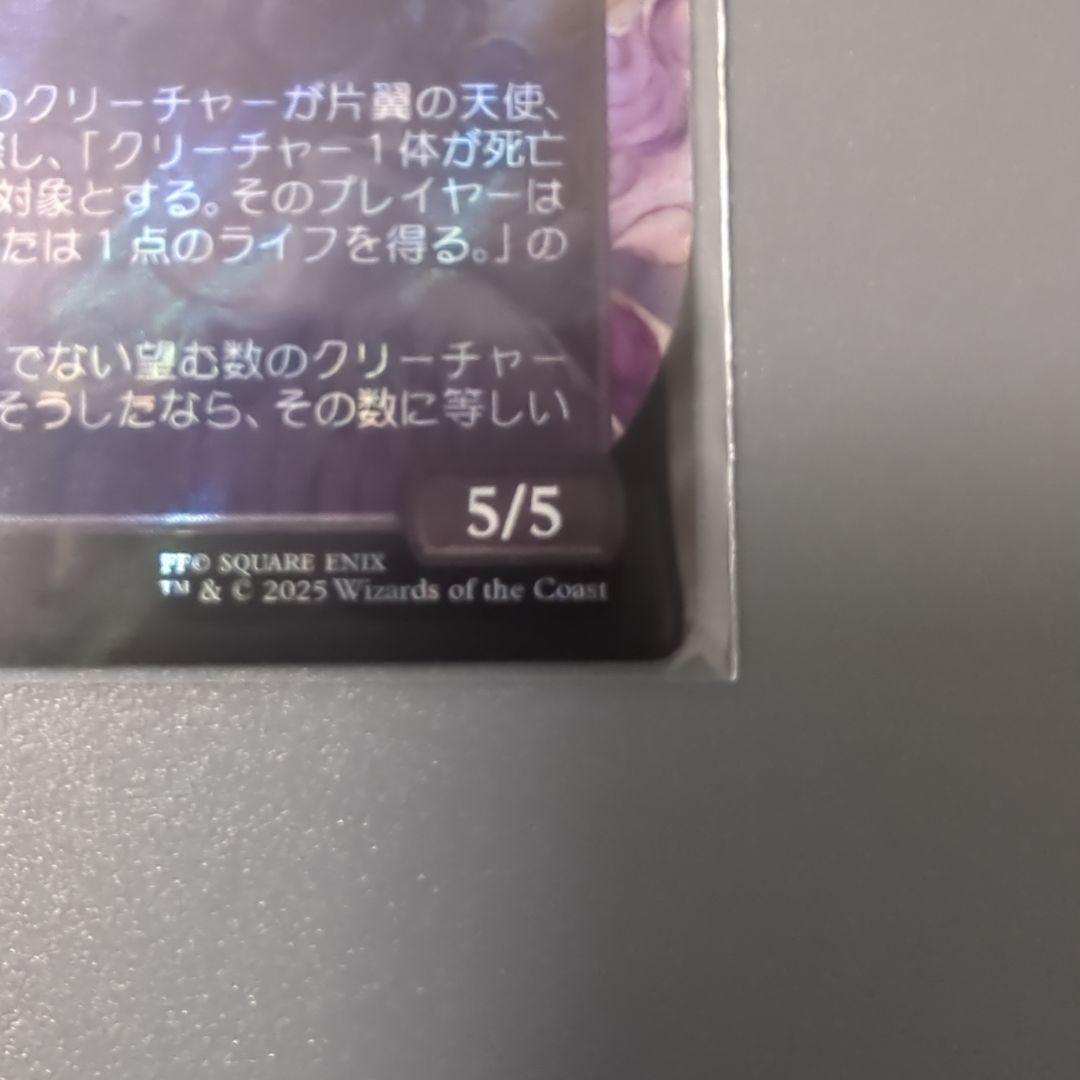 のクリーチャーが片翼の天使、
し、「クリーチャー１体が死亡
対象とする。そのプレイヤーは
たは１点のライフを得る。」の
でない望む数のクリーチャー
そうしたなら、その数に等しい
5/5
FF© SQUARE ENIX
™ & © 2025 Wizards of the Coast